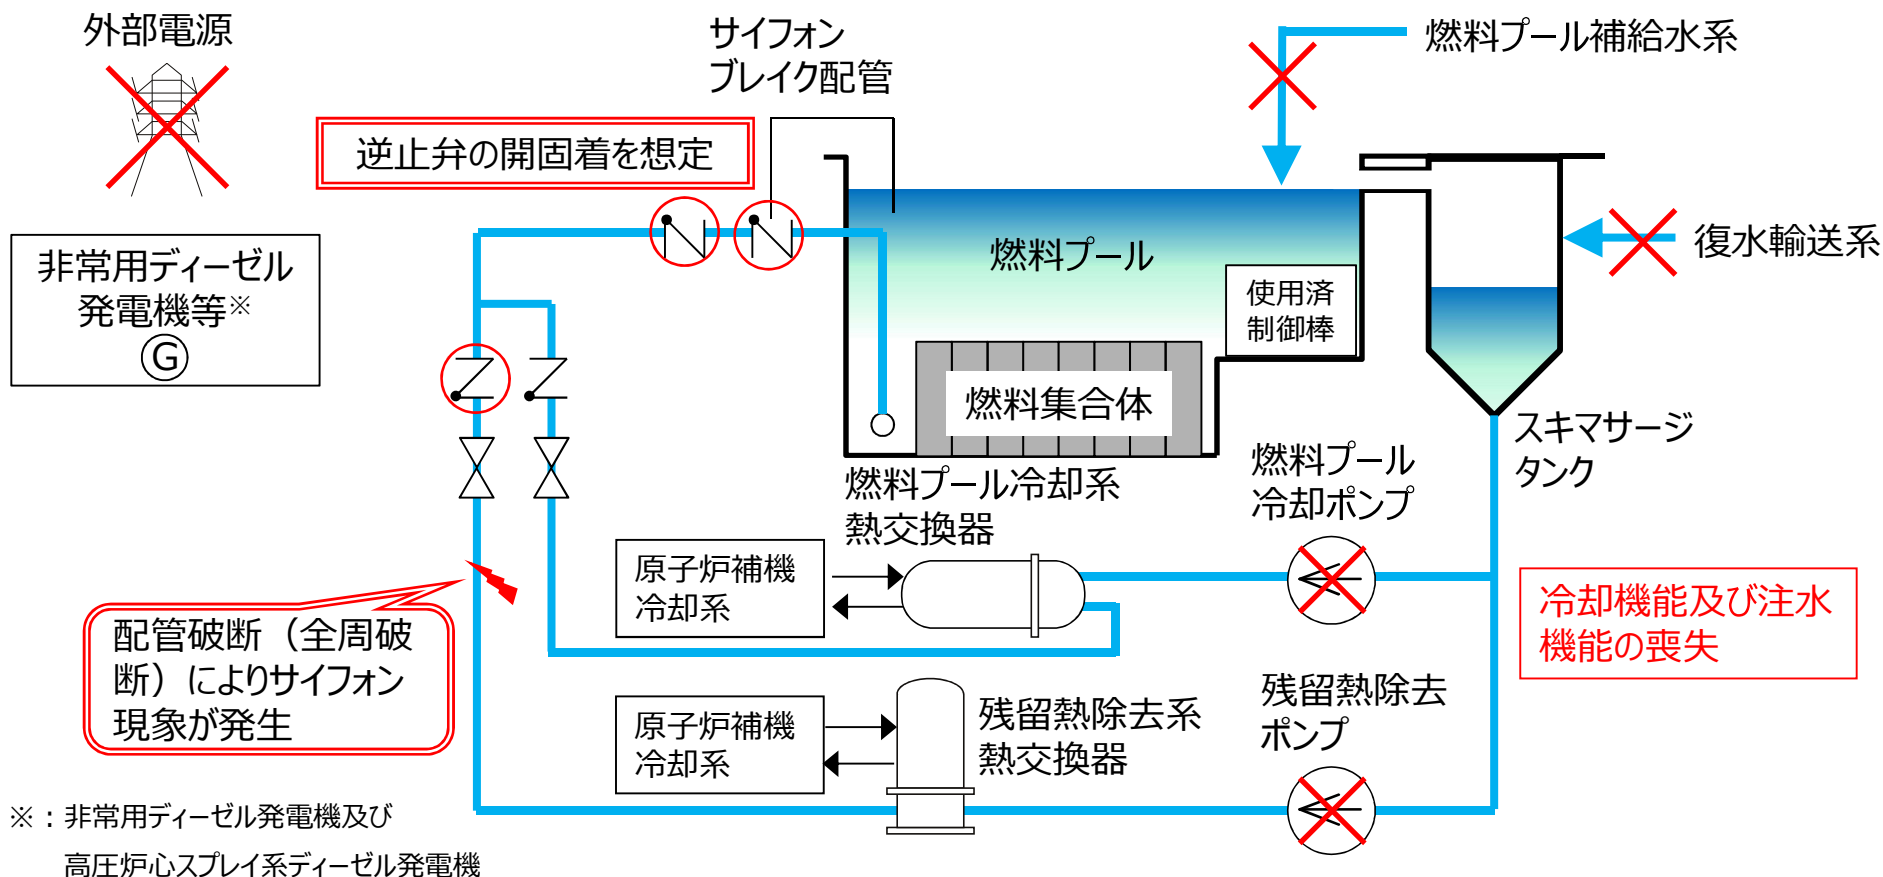 外部電源
サイフォン
ブレイク配管
燃料プール補給水系
逆止弁の開固着を想定
非常用ディーゼル
発電機等※
G
燃料プール
使用済
制御棒
復水輸送系
燃料集合体
スキマサージ
タンク
燃料プール冷却系
熱交換器
燃料プール
冷却ポンプ
原子炉補機
冷却系
冷却機能及び注水
機能の喪失
配管破断（全周破
断）によりサイフォン
現象が発生
原子炉補機
冷却系
残留熱除去系
熱交換器
残留熱除去
ポンプ
※：非常用ディーゼル発電機及び
高圧炉心スプレイ系ディーゼル発電機